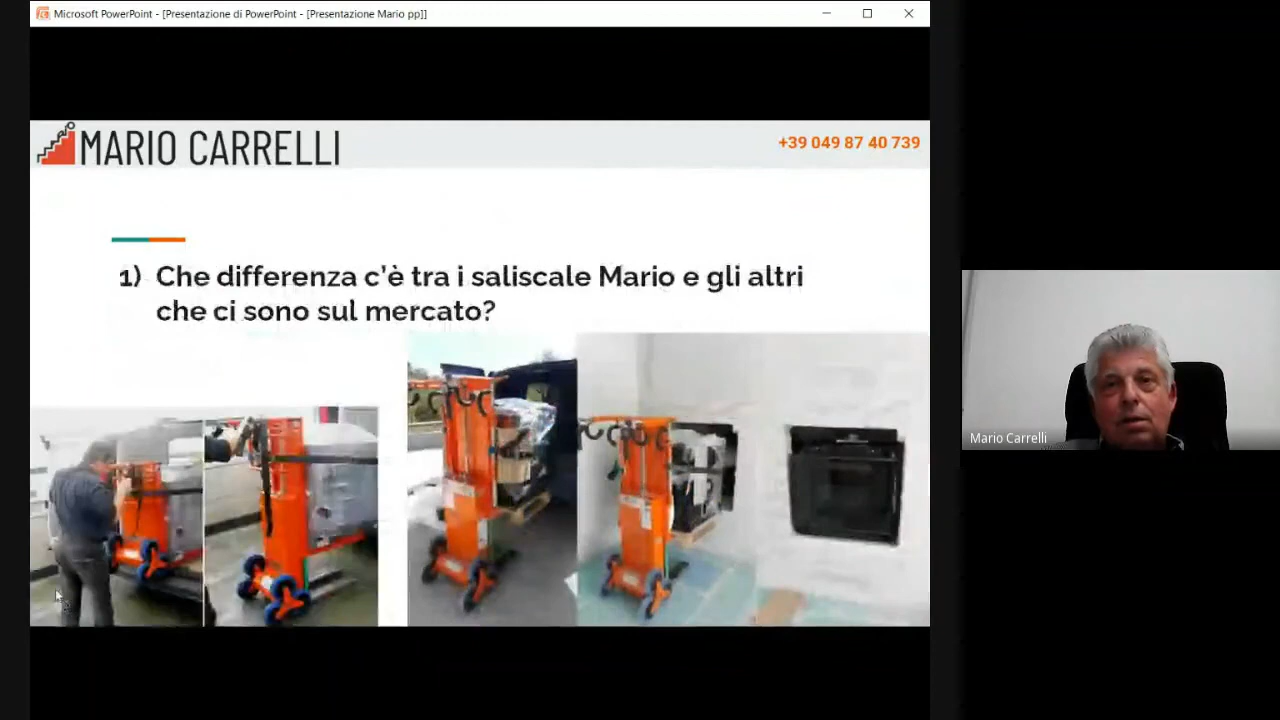 Microsoft PowerPoint - [Presentazione di PowerPoint - [Presentazione Mario pp]]
MARIO CARRELLI
+39 049 87 40 739
1) Che differenza c'è tra i saliscale Mario e gli altri
che ci sono sul mercato?
Mario Carrelli